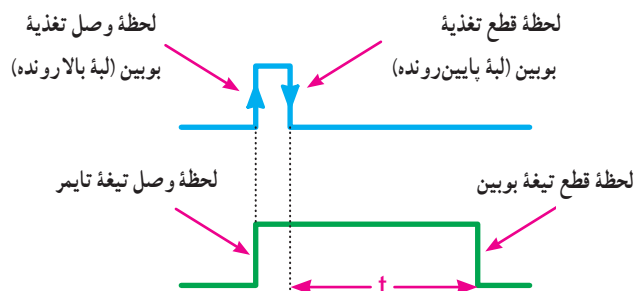 لحظهٔ وصل تغذیهٔ
بوبین (لبهٔ بالارونده)
لحظهٔ قطع تغذیهٔ
بوبین (لبهٔ پایین‌رونده)
لحظهٔ وصل تیغهٔ تایمر
لحظهٔ قطع تیغهٔ بوبین
t